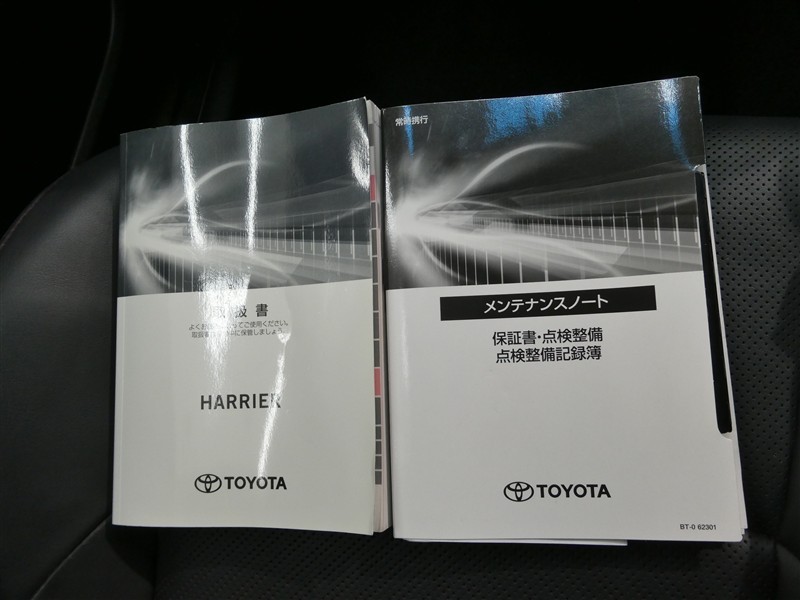 取扱書
HARRIER
TOYOTA
常時携行
メンテナンスノート
保証書・点検整備
点検整備記録簿
TOYOTA
BT-0 62301